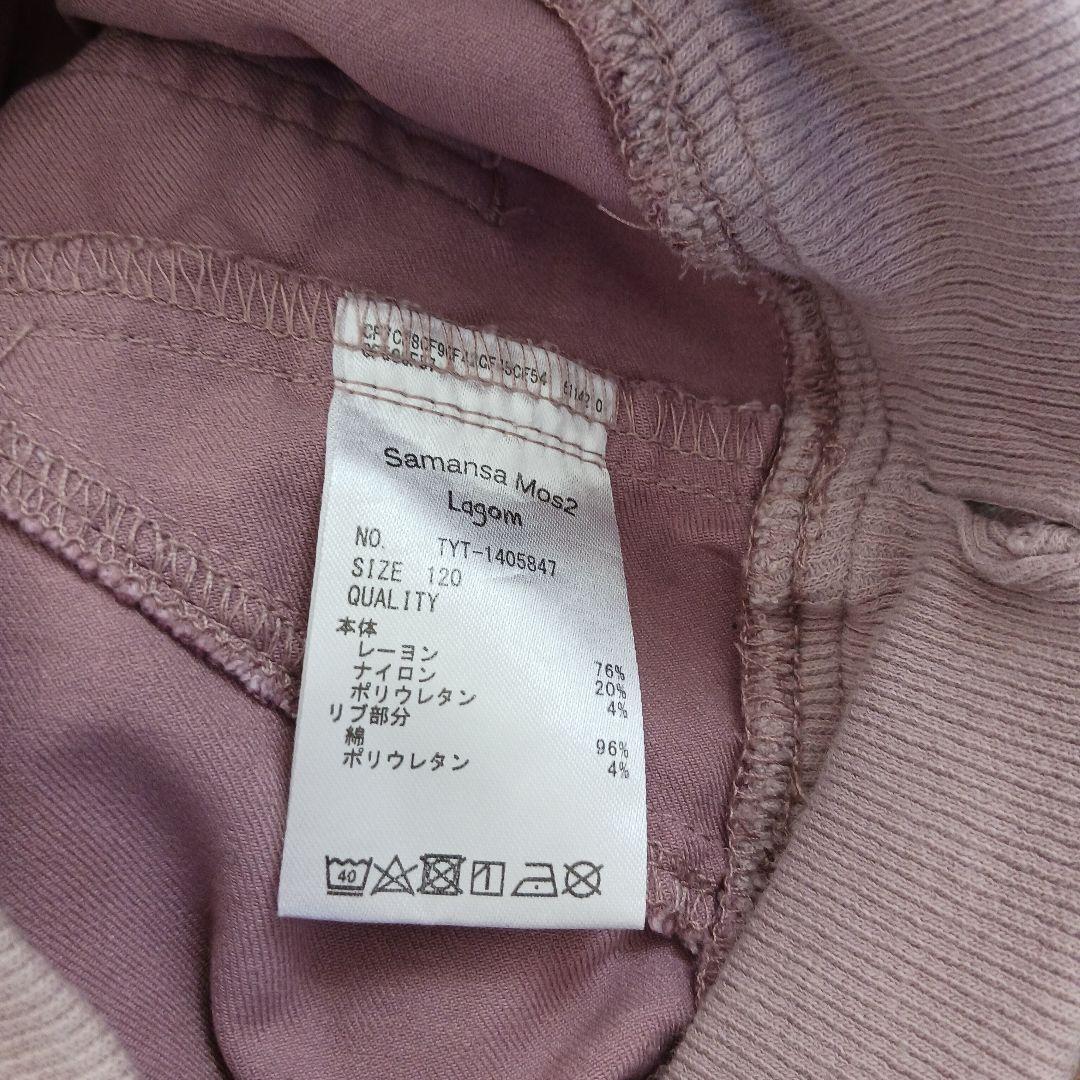 Samansa Mos2
Lagom
NO. TYT-1405847
SIZE 120
QUALITY
本体
レーヨン 76%
ナイロン 20%
ポリウレタン 4%
リブ部分
綿 96%
ポリウレタン 4%
40